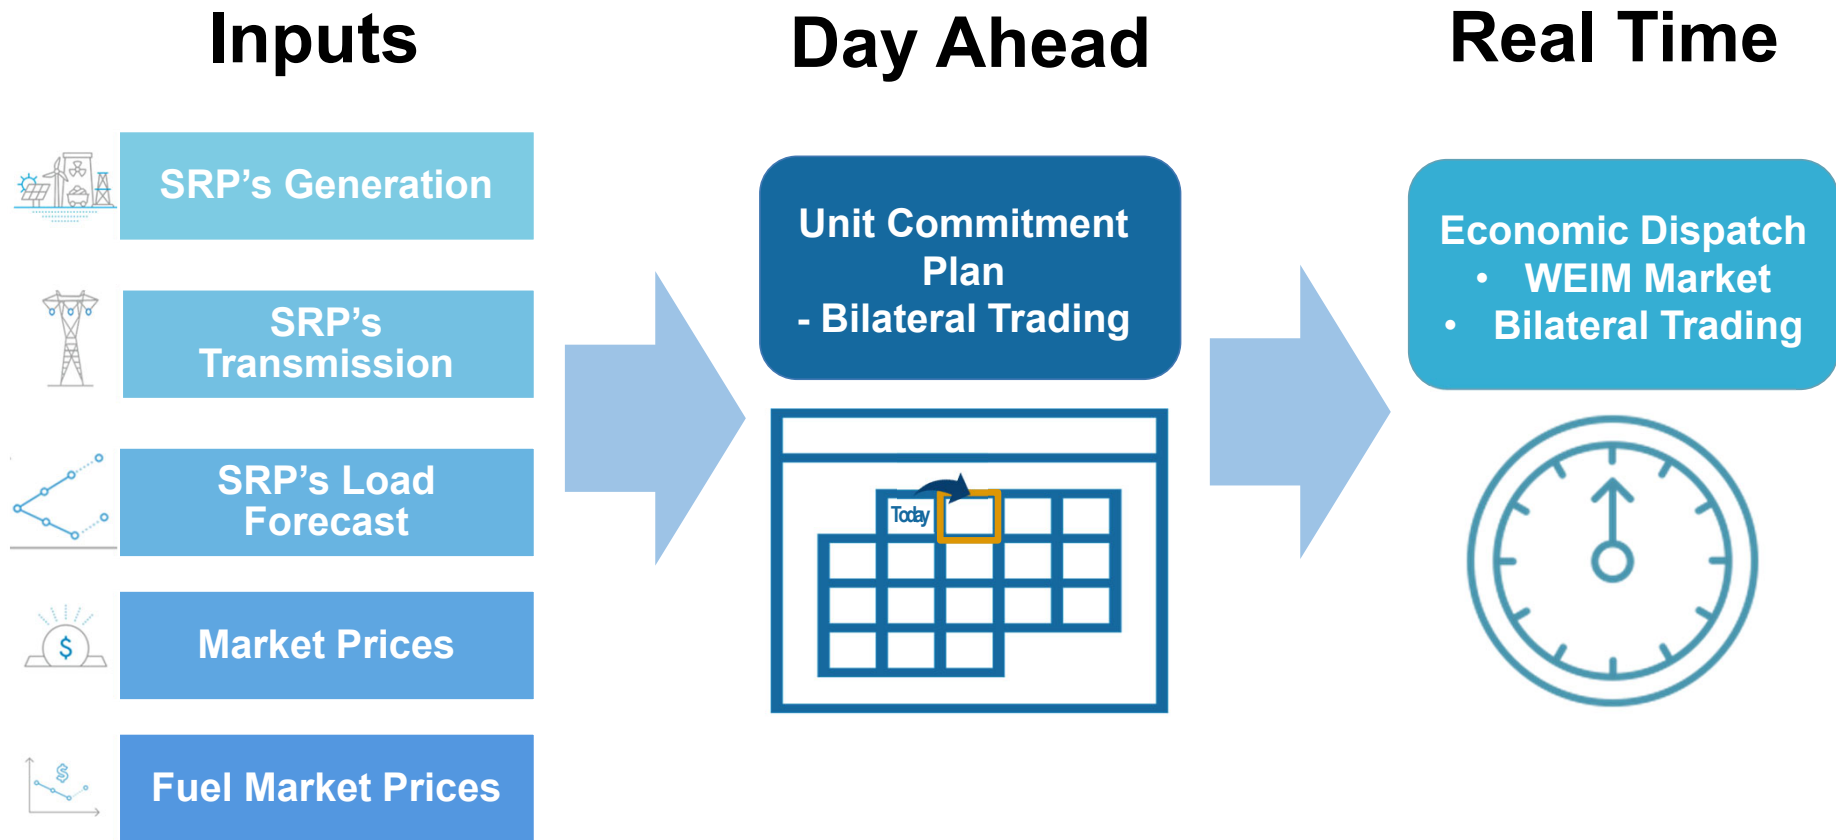 Inputs
Day Ahead
Real Time
SRP’s Generation
SRP’s
Transmission
SRP’s Load
Forecast
$
Market Prices
$
Fuel Market Prices
Unit Commitment
Plan
- Bilateral Trading
Today
Economic Dispatch
• WEIM Market
• Bilateral Trading